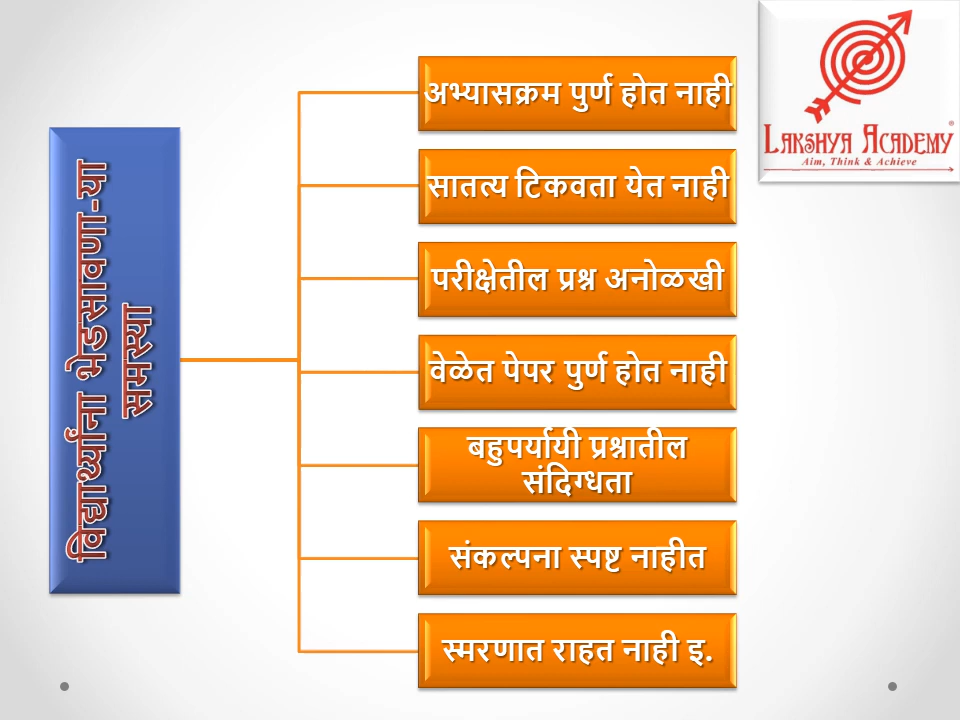 विद्यार्थ्यांना भेडसावणा-या
समस्या
अभ्यासक्रम पुर्ण होत नाही
सातत्य टिकवता येत नाही
परीक्षेतील प्रश्न अनोळखी
वेळेत पेपर पुर्ण होत नाही
बहुपर्यायी प्रश्नातील
संदिग्धता
संकल्पना स्पष्ट नाहीत
स्मरणात राहत नाही इ.
LAKSHYA ACADEMY®
Aim, Think & Achieve